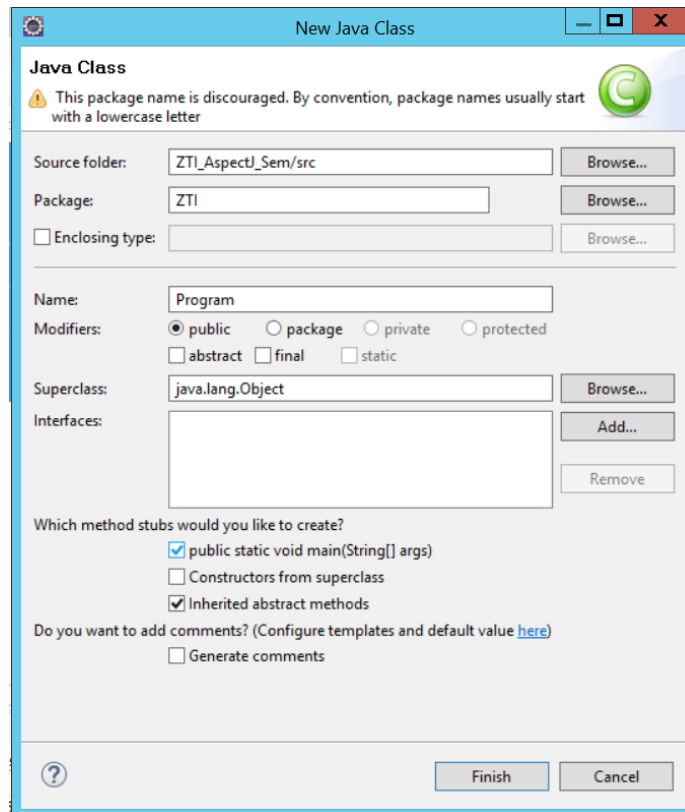 New Java Class
Java Class
This package name is discouraged. By convention, package names usually start
with a lowercase letter
Source folder: ZTI_AspectJ_Sem/src Browse...
Package: ZTI Browse...
Enclosing type: Browse...
Name: Program
Modifiers: public package private protected
abstract final static
Superclass: java.lang.Object Browse...
Interfaces: Add...
Remove
Which method stubs would you like to create?
public static void main(String[] args)
Constructors from superclass
Inherited abstract methods
Do you want to add comments? (Configure templates and default value here)
Generate comments
Finish Cancel